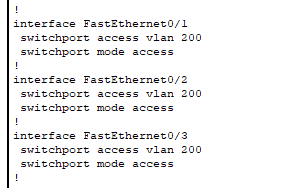 !
interface FastEthernet0/1
 switchport access vlan 200
 switchport mode access
!
interface FastEthernet0/2
 switchport access vlan 200
 switchport mode access
!
interface FastEthernet0/3
 switchport access vlan 200
 switchport mode access
!